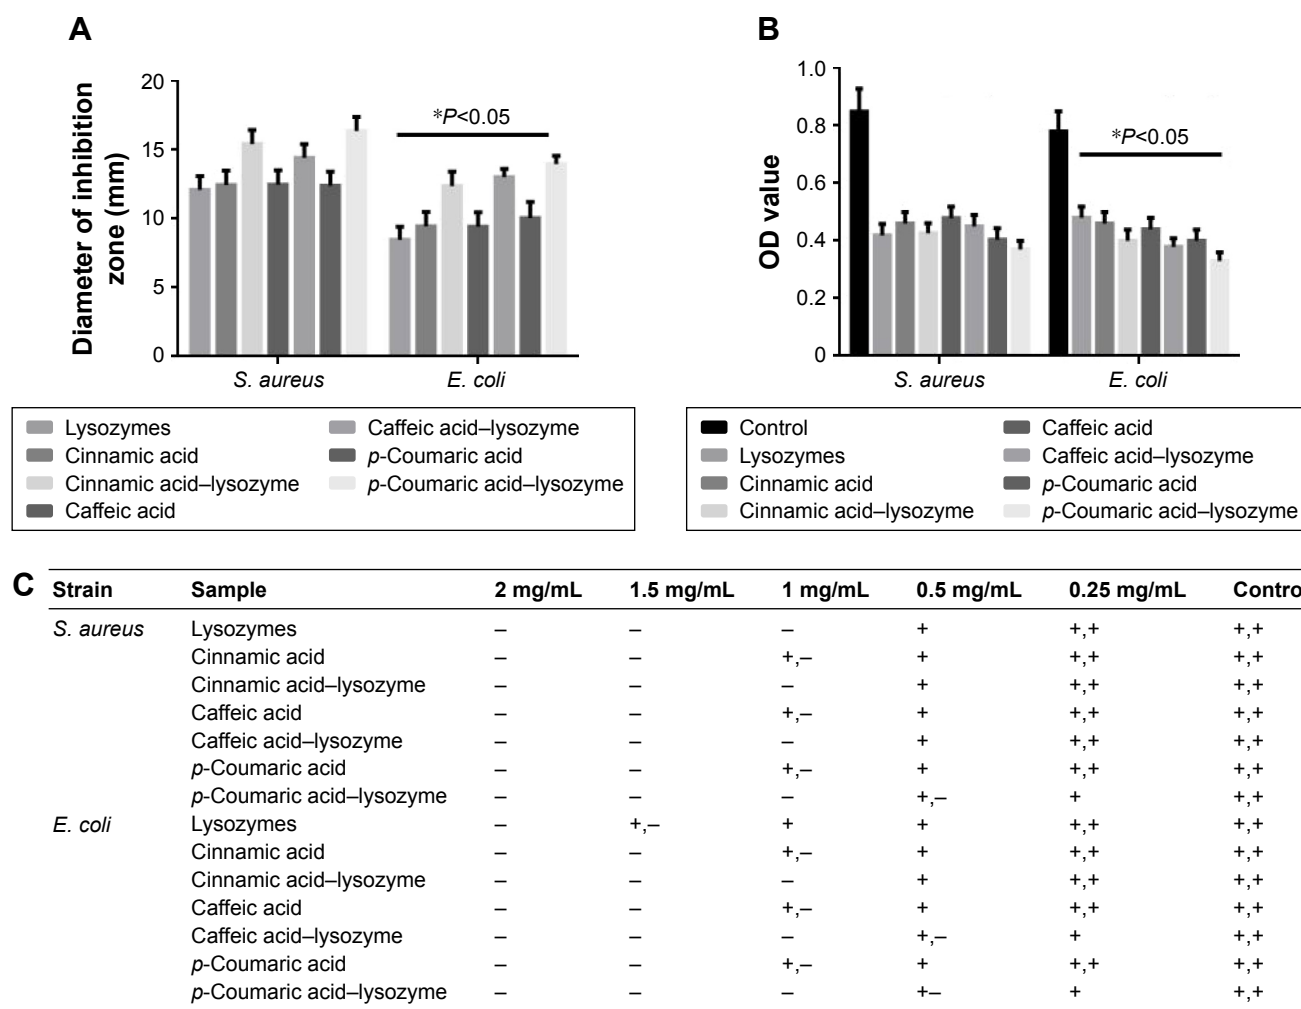 A
Diameter of inhibition
zone (mm)
20
15
10
5
0
*P<0.05
S. aureus
E. coli
Lysozymes
Cinnamic acid
Cinnamic acid–lysozyme
Caffeic acid
Caffeic acid–lysozyme
p-Coumaric acid
p-Coumaric acid–lysozyme
B
OD value
1.0
0.8
0.6
0.4
0.2
0
*P<0.05
S. aureus
E. coli
Control
Lysozymes
Cinnamic acid
Cinnamic acid–lysozyme
Caffeic acid
Caffeic acid–lysozyme
p-Coumaric acid
p-Coumaric acid–lysozyme
C
Strain Sample 2 mg/mL 1.5 mg/mL 1 mg/mL 0.5 mg/mL 0.25 mg/mL Contro
S. aureus Lysozymes – – – + +,+ +,+
Cinnamic acid – – +,– + +,+ +,+
Cinnamic acid–lysozyme – – – + +,+ +,+
Caffeic acid – – +,– + +,+ +,+
Caffeic acid–lysozyme – – – + +,+ +,+
p-Coumaric acid – – +,– + +,+ +,+
p-Coumaric acid–lysozyme – – – +,– + +,+
E. coli Lysozymes – +,– + + +,+ +,+
Cinnamic acid – – +,– + +,+ +,+
Cinnamic acid–lysozyme – – – + +,+ +,+
Caffeic acid – – +,– + +,+ +,+
Caffeic acid–lysozyme – – – +,– + +,+
p-Coumaric acid – – +,– + +,+ +,+
p-Coumaric acid–lysozyme – – – +– + +,+